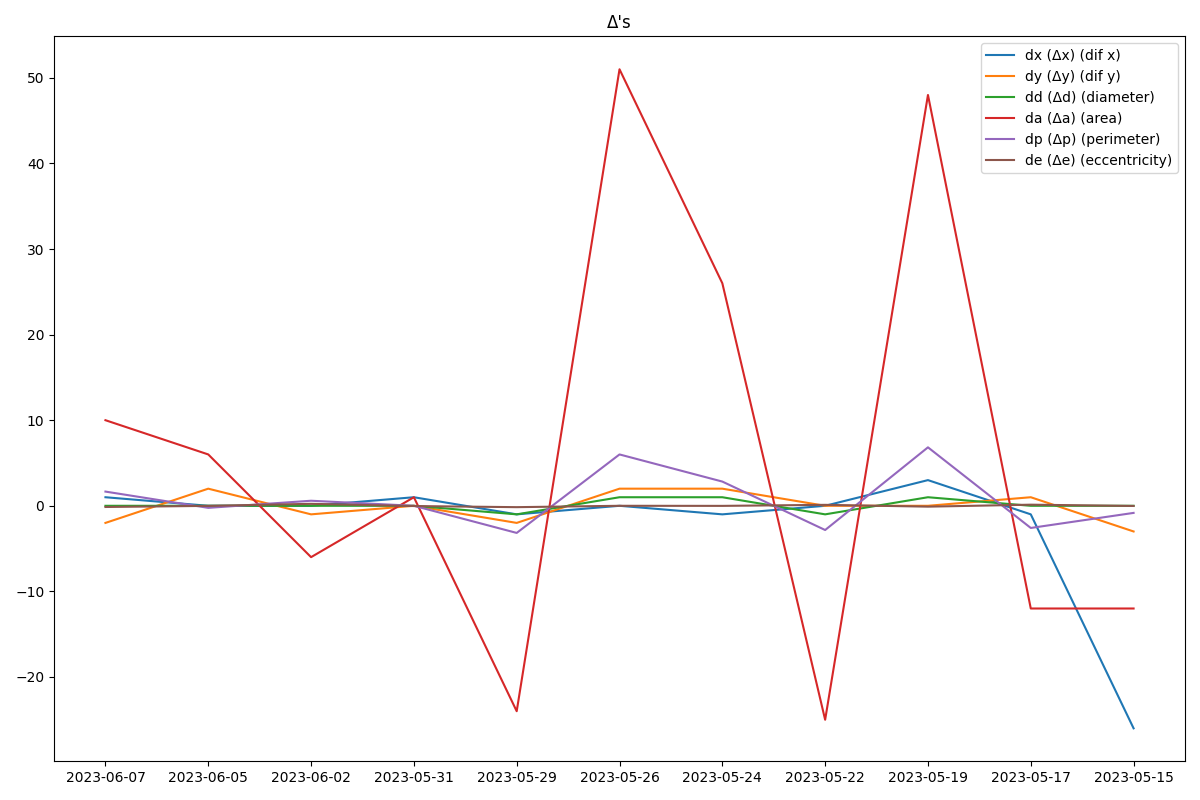 Δ's
dx (Δx) (dif x)
dy (Δy) (dif y)
dd (Δd) (diameter)
da (Δa) (area)
dp (Δp) (perimeter)
de (Δe) (eccentricity)
50
40
30
20
10
0
−10
−20
2023-06-07 2023-06-05 2023-06-02 2023-05-31 2023-05-29 2023-05-26 2023-05-24 2023-05-22 2023-05-19 2023-05-17 2023-05-15